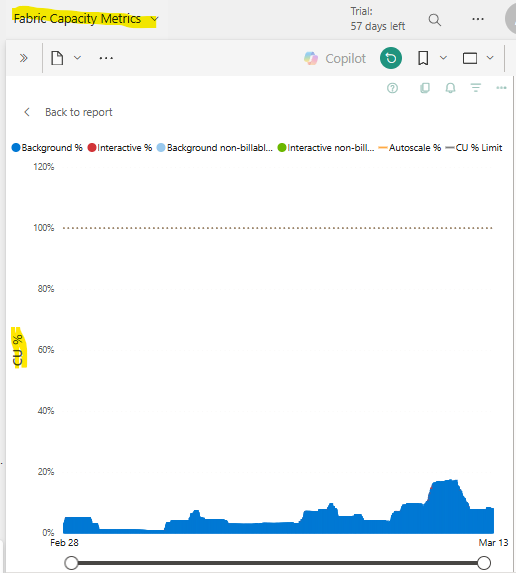 Fabric Capacity Metrics
Trial:
57 days left
Copilot
Back to report
Background %
Interactive %
Background non-billabl...
Interactive non-bill...
Autoscale %
CU % Limit
120%
100%
80%
60%
40%
20%
0%
CU %
Feb 28
Mar 13